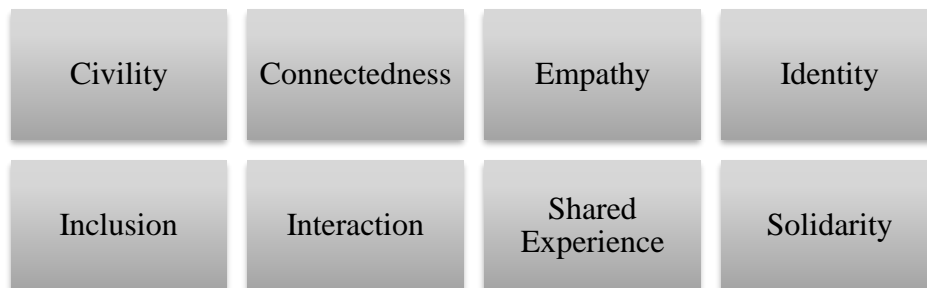 Civility
Connectedness
Empathy
Identity
Inclusion
Interaction
Shared
Experience
Solidarity